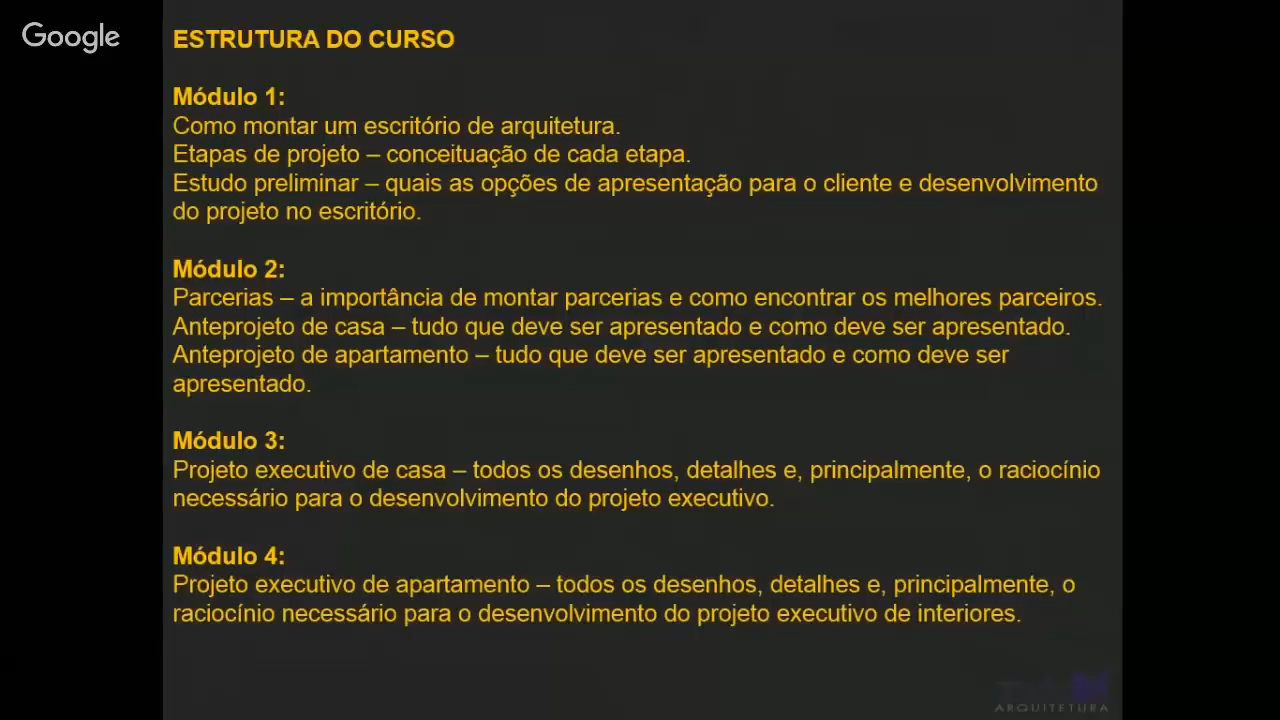 Google
ESTRUTURA DO CURSO
Módulo 1:
Como montar um escritório de arquitetura.
Etapas de projeto – conceituação de cada etapa.
Estudo preliminar – quais as opções de apresentação para o cliente e desenvolvimento
do projeto no escritório.
Módulo 2:
Parcerias – a importância de montar parcerias e como encontrar os melhores parceiros.
Anteprojeto de casa – tudo que deve ser apresentado e como deve ser apresentado.
Anteprojeto de apartamento – tudo que deve ser apresentado e como deve ser
apresentado.
Módulo 3:
Projeto executivo de casa – todos os desenhos, detalhes e, principalmente, o raciocínio
necessário para o desenvolvimento do projeto executivo.
Módulo 4:
Projeto executivo de apartamento – todos os desenhos, detalhes e, principalmente, o
raciocínio necessário para o desenvolvimento do projeto executivo de interiores.
ARQUITETURA